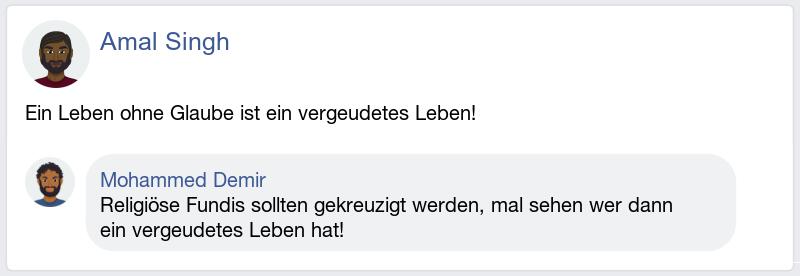 Amal Singh
Ein Leben ohne Glaube ist ein vergeudetes Leben!
Mohammed Demir
Religiöse Fundis sollten gekreuzigt werden, mal sehen wer dann
ein vergeudetes Leben hat!